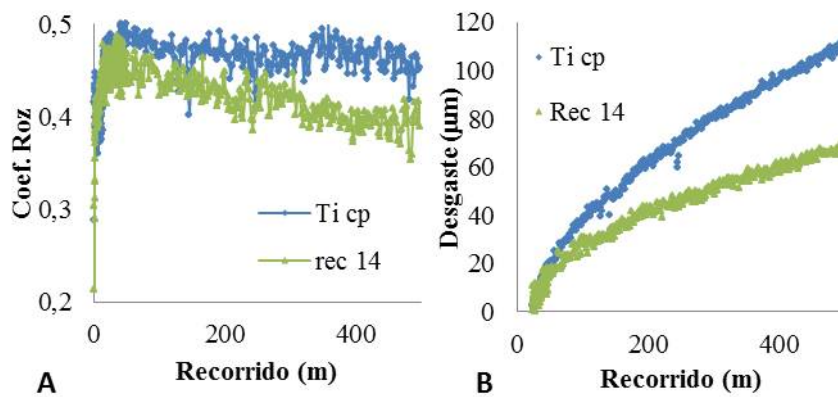 0,5
0,4
0,3
0,2
Coef. Roz
Ti cp
rec 14
0 200 400
Recorrido (m)
A
120
100
80
60
40
20
0
Desgaste (µm)
Ti cp
Rec 14
0 200 400
Recorrido (m)
B